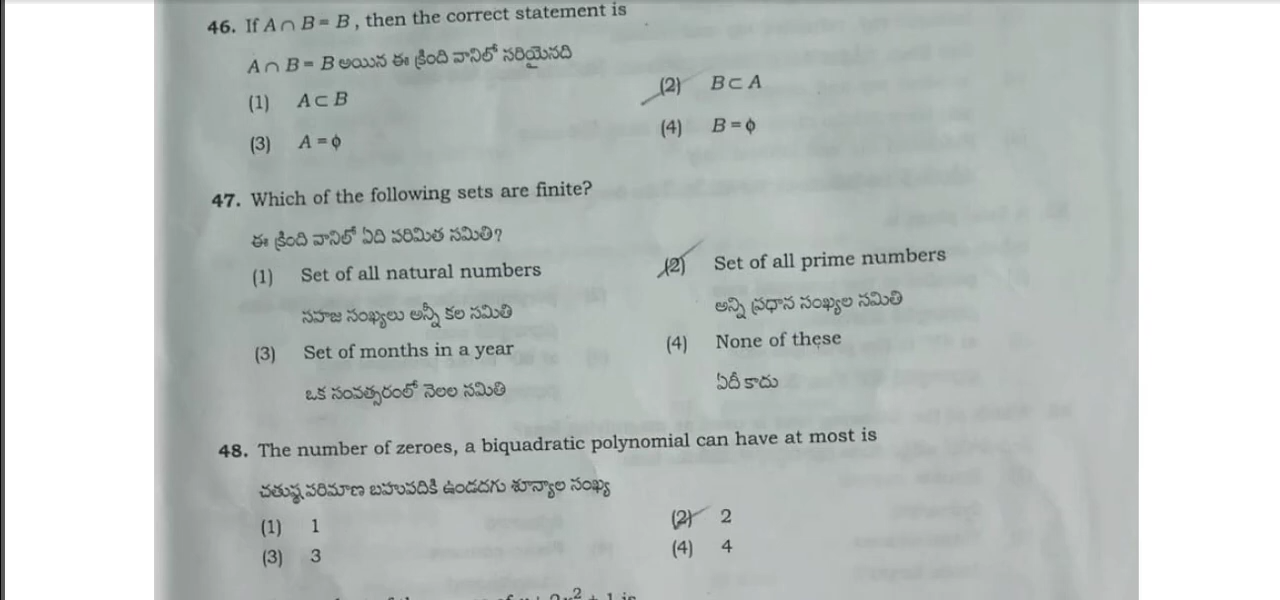 46. If A ∩ B = B, then the correct statement is
A ∩ B = B అయిన ఈ క్రింది వానిలో సరియైనది
(1) A ⊂ B (2) B ⊂ A
(3) A = ϕ (4) B = ϕ
47. Which of the following sets are finite?
ఈ క్రింది వానిలో ఏది పరిమిత సమితి?
(1) Set of all natural numbers (2) Set of all prime numbers
సహజ సంఖ్యలు అన్నీ కల సమితి అన్ని ప్రధాన సంఖ్యల సమితి
(3) Set of months in a year (4) None of these
ఒక సంవత్సరంలో నెలల సమితి ఏదీ కాదు
48. The number of zeroes, a biquadratic polynomial can have at most is
చతుష్టపరిమాణ బహుపదికి ఉండదగు శూన్యాల సంఖ్య
(1) 1 (2) 2
(3) 3 (4) 4